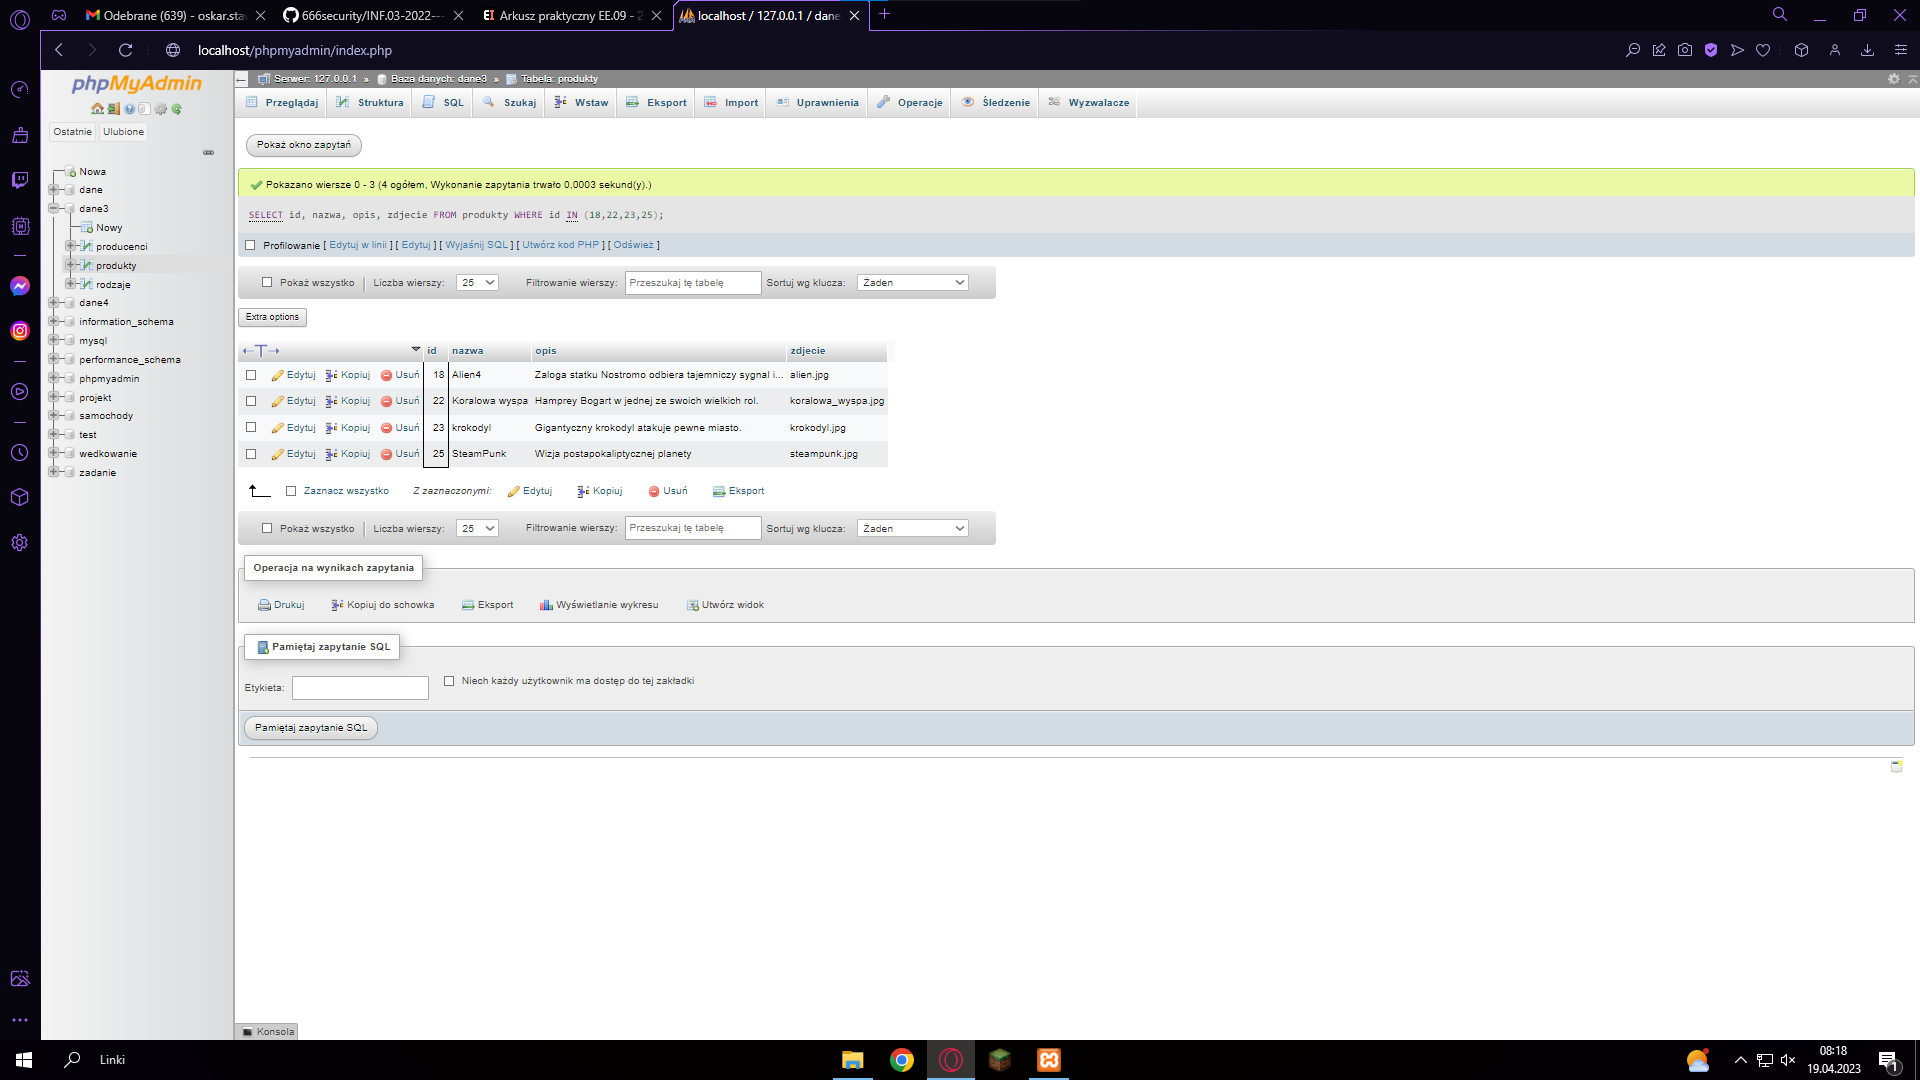 Odebrane (639) - oskar.sta
666security/INF.03-2022--
EI Arkusz praktyczny EE.09 - 2
localhost / 127.0.0.1 / dane
localhost/phpmyadmin/index.php
phpMyAdmin
Ostatnie
Ulubione
Nowa
dane
dane3
Nowy
producenci
produkty
rodzaje
dane4
information_schema
mysql
performance_schema
phpmyadmin
projekt
samochody
test
wedkowanie
zadanie
Serwer: 127.0.0.1 » Baza danych: dane3 » Tabela: produkty
Przeglądaj Struktura SQL Szukaj Wstaw Eksport Import Uprawnienia Operacje Śledzenie Wyzwalacze
Pokaż okno zapytań
Pokazano wiersze 0 - 3 (4 ogółem, Wykonanie zapytania trwało 0,0003 sekund(y).)
SELECT id, nazwa, opis, zdjecie FROM produkty WHERE id IN (18,22,23,25);
Profilowanie [ Edytuj w linii ] [ Edytuj ] [ Wyjaśnij SQL ] [ Utwórz kod PHP ] [ Odśwież ]
Pokaż wszystko Liczba wierszy: 25 Filtrowanie wierszy: Przeszukaj tę tabelę Sortuj wg klucza: Żaden
Extra options
←T→ id nazwa opis zdjecie
Edytuj Kopiuj Usuń 18 Alien4 Zaloga statku Nostromo odbiera tajemniczy sygnal i... alien.jpg
Edytuj Kopiuj Usuń 22 Koralowa wyspa Hamprey Bogart w jednej ze swoich wielkich rol. koralowa_wyspa.jpg
Edytuj Kopiuj Usuń 23 krokodyl Gigantyczny krokodyl atakuje pewne miasto. krokodyl.jpg
Edytuj Kopiuj Usuń 25 SteamPunk Wizja postapokaliptycznej planety steampunk.jpg
Zaznacz wszystko Z zaznaczonymi: Edytuj Kopiuj Usuń Eksport
Pokaż wszystko Liczba wierszy: 25 Filtrowanie wierszy: Przeszukaj tę tabelę Sortuj wg klucza: Żaden
Operacja na wynikach zapytania
Drukuj Kopiuj do schowka Eksport Wyświetlanie wykresu Utwórz widok
Pamiętaj zapytanie SQL
Etykieta: Niech każdy użytkownik ma dostęp do tej zakładki
Pamiętaj zapytanie SQL
Konsola
Linki
08:18
19.04.2023
1